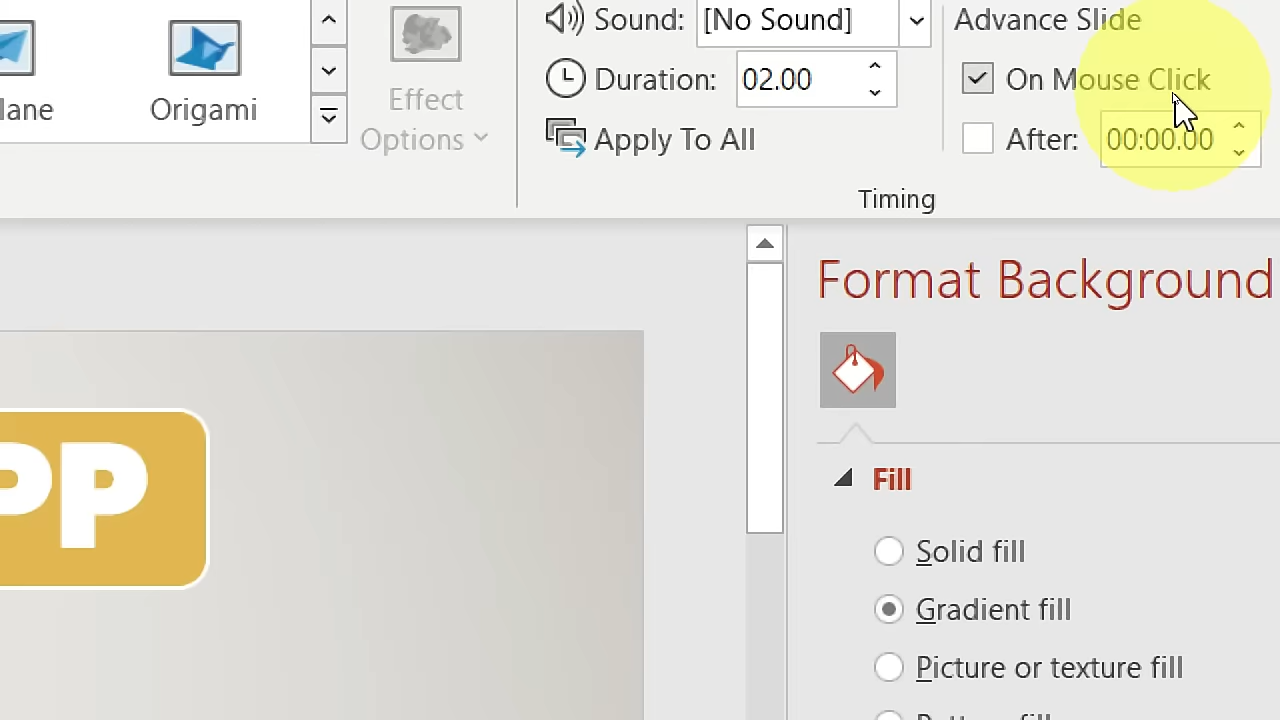 Sound: [No Sound]
Advance Slide
Duration: 02.00
On Mouse Click
lane
Origami
Effect
Options
Apply To All
After: 00:00.00
Timing
Format Background
PP
Fill
Solid fill
Gradient fill
Picture or texture fill